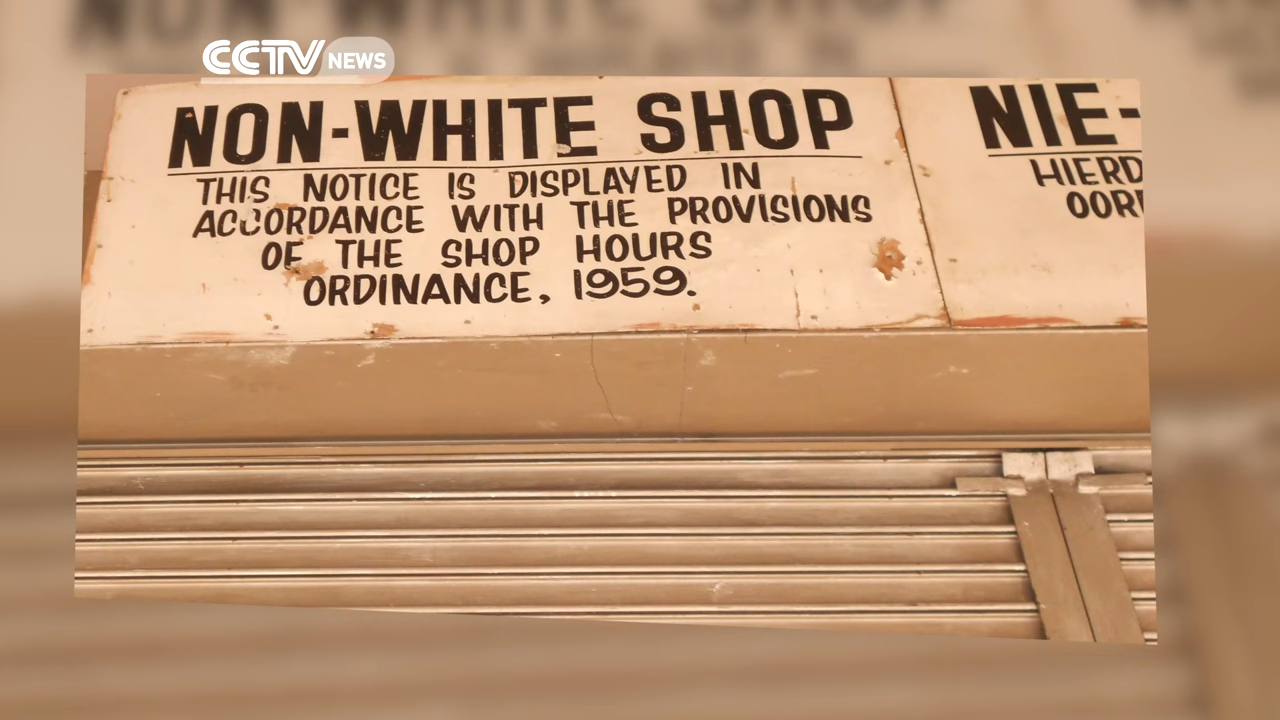 CCTV NEWS
NON-WHITE SHOP
THIS NOTICE IS DISPLAYED IN
ACCORDANCE WITH THE PROVISIONS
OF THE SHOP HOURS
ORDINANCE, 1959.
NIE-
HIERD
OOR